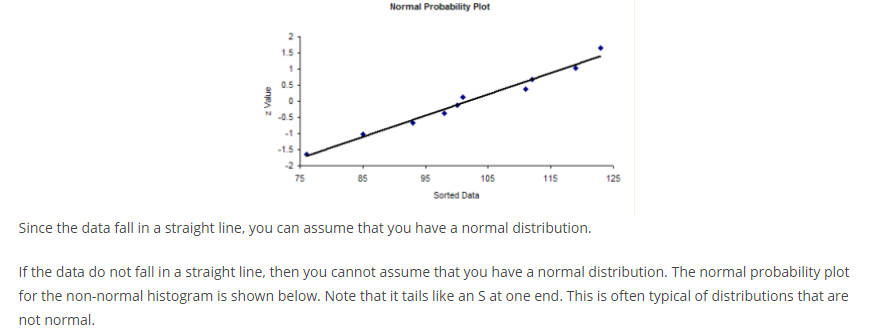 Normal Probability Plot
2
1.5
1
0.5
0
-0.5
-1
-1.5
-2
z Value
75 85 95 105 115 125
Sorted Data
Since the data fall in a straight line, you can assume that you have a normal distribution.
If the data do not fall in a straight line, then you cannot assume that you have a normal distribution. The normal probability plot
for the non-normal histogram is shown below. Note that it tails like an S at one end. This is often typical of distributions that are
not normal.